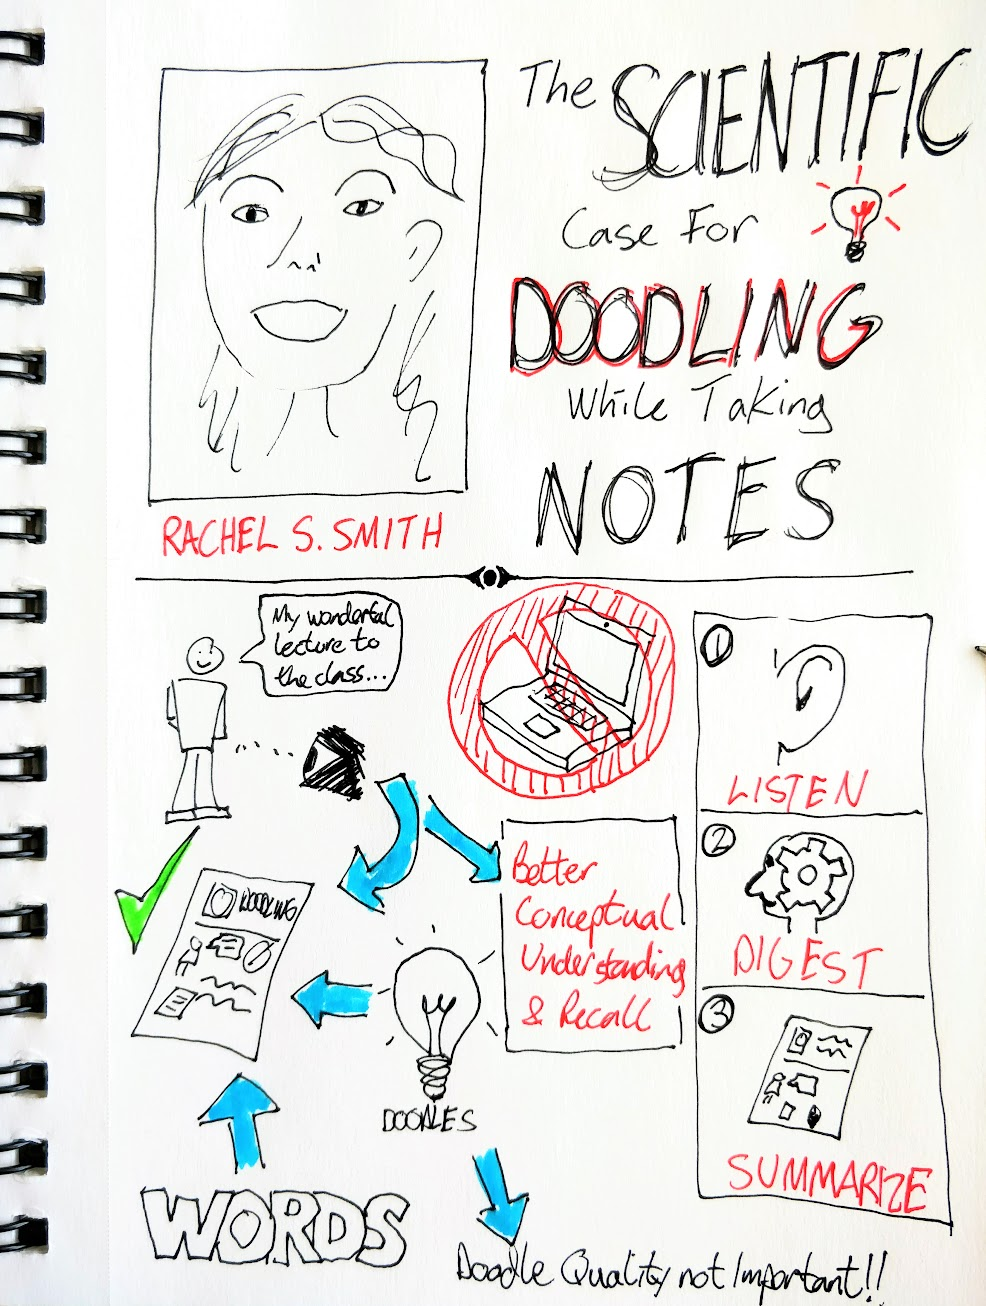 The SCIENTIFIC
Case For
DOODLING
While Taking
NOTES
RACHEL S. SMITH
My wonderful
lecture to
the class...
1
LISTEN
2
DIGEST
3
SUMMARIZE
Better
Conceptual
Understanding
& Recall
DOODLING
DOODLES
WORDS
Doodle Quality not Important!!